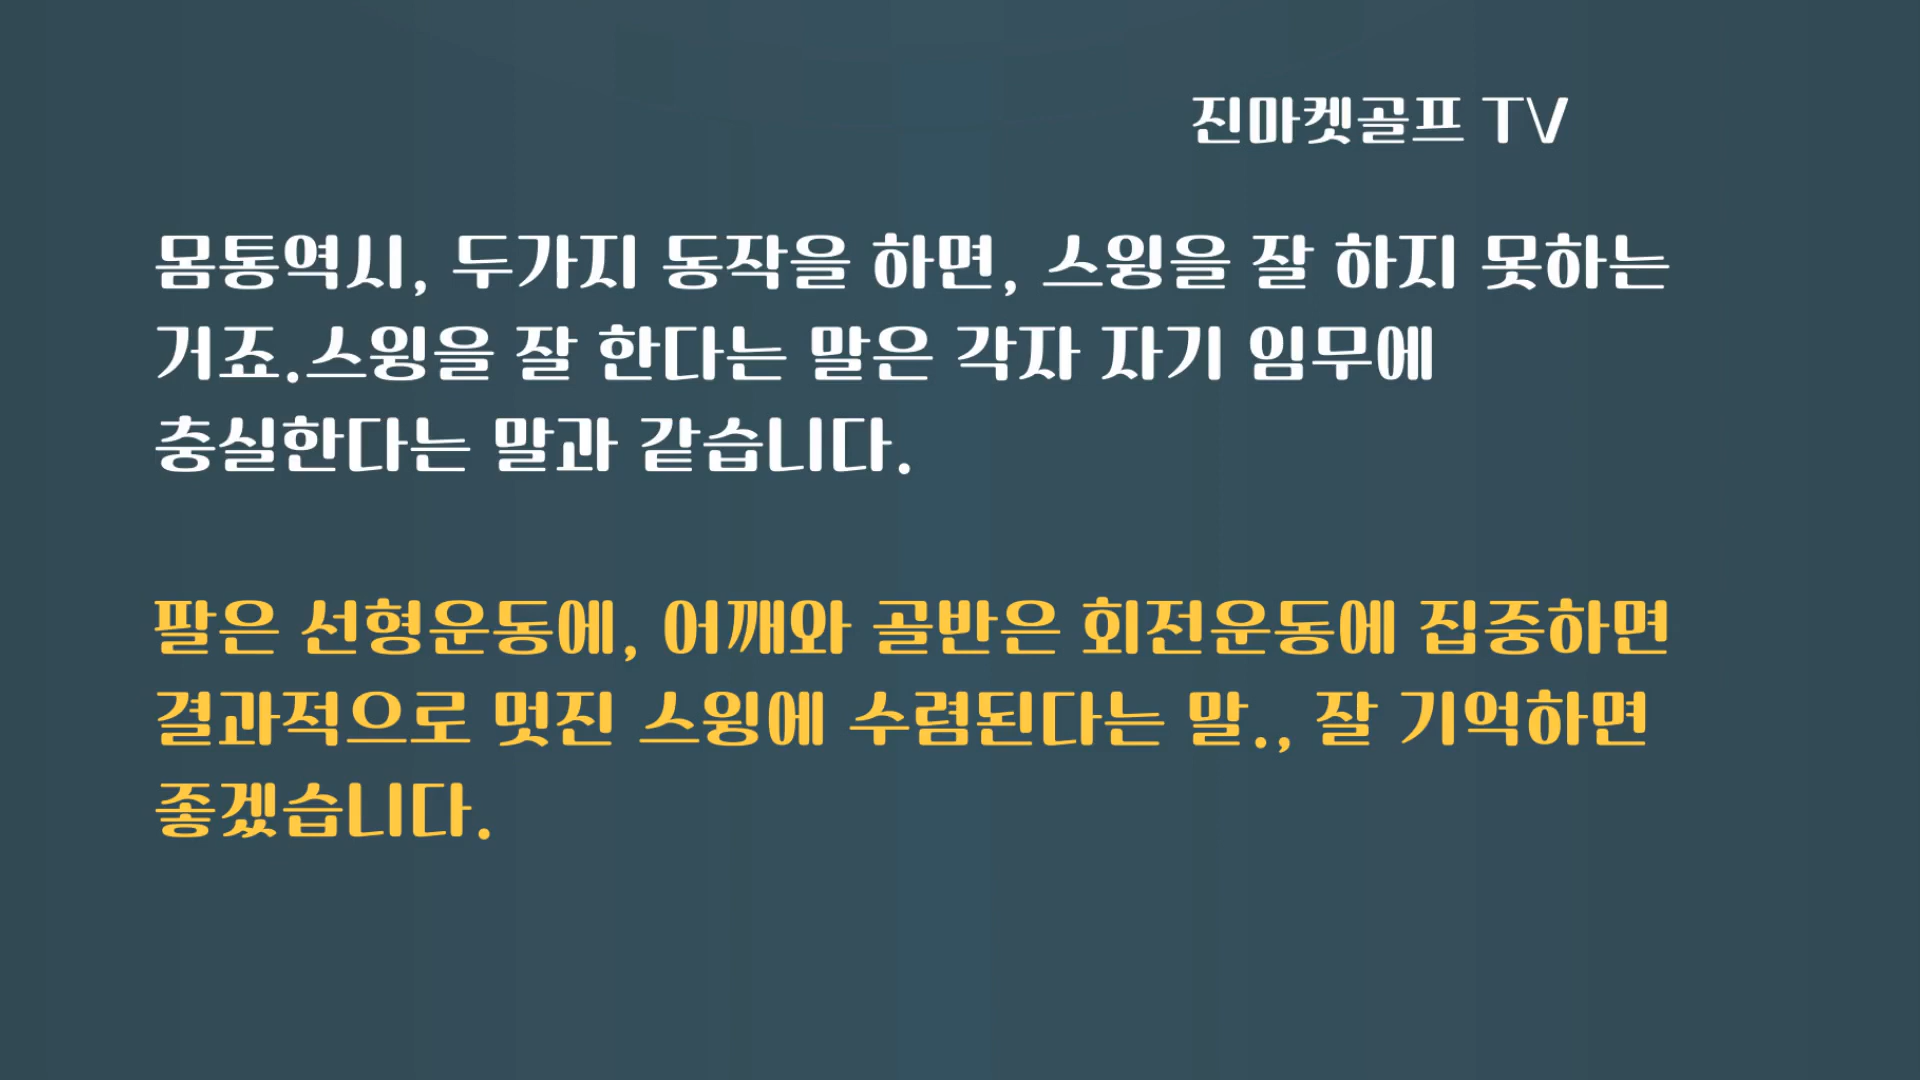 진마켓골프 TV
몸통역시, 두가지 동작을 하면, 스윙을 잘 하지 못하는
거죠.스윙을 잘 한다는 말은 각자 자기 임무에
충실한다는 말과 같습니다.
팔은 선형운동에, 어깨와 골반은 회전운동에 집중하면
결과적으로 멋진 스윙에 수렴된다는 말., 잘 기억하면
좋겠습니다.